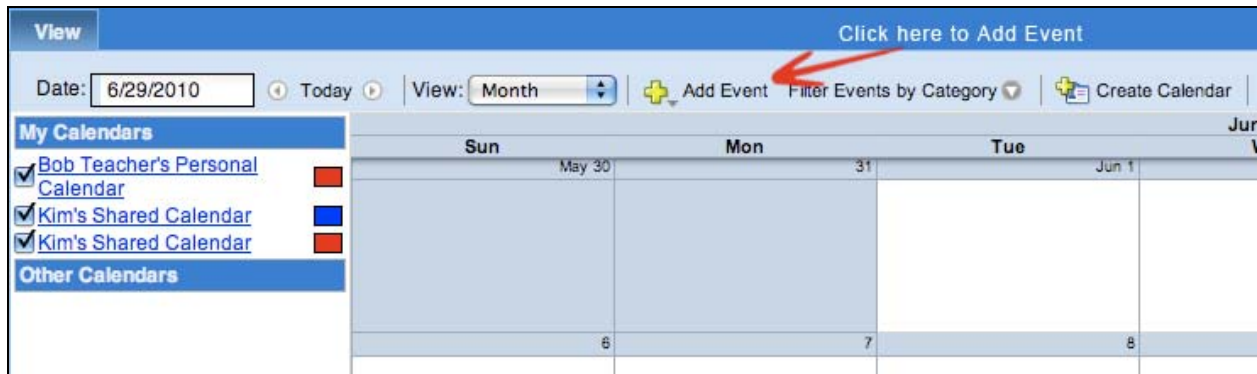 View
Click here to Add Event
Date: 6/29/2010 Today View: Month Add Event Filter Events by Category Create Calendar
My Calendars
Bob Teacher's Personal
Calendar
Kim's Shared Calendar
Kim's Shared Calendar
Other Calendars
Jun
Sun Mon Tue
May 30 31 Jun 1
6 7 8